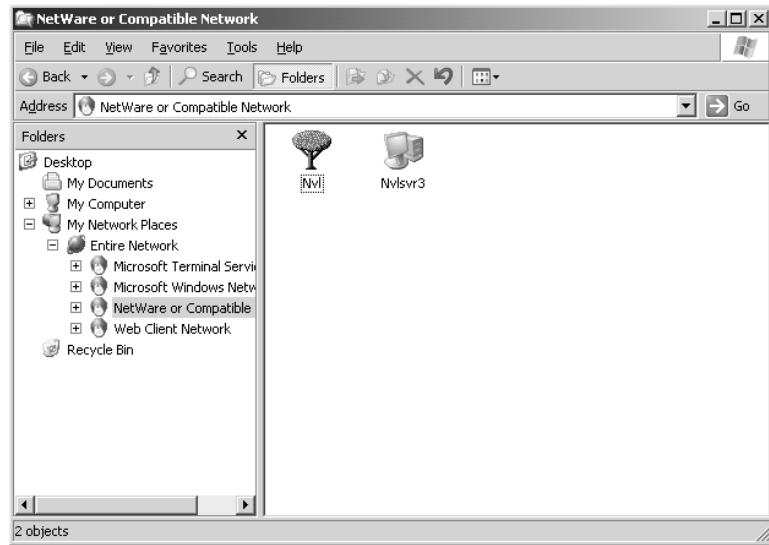 NetWare or Compatible Network
File Edit View Favorites Tools Help
Back Search Folders
Address NetWare or Compatible Network Go
Folders
Desktop
My Documents
My Computer
My Network Places
Entire Network
Microsoft Terminal Servi
Microsoft Windows Netw
NetWare or Compatible
Web Client Network
Recycle Bin
Nvl Nvlsvr3
2 objects